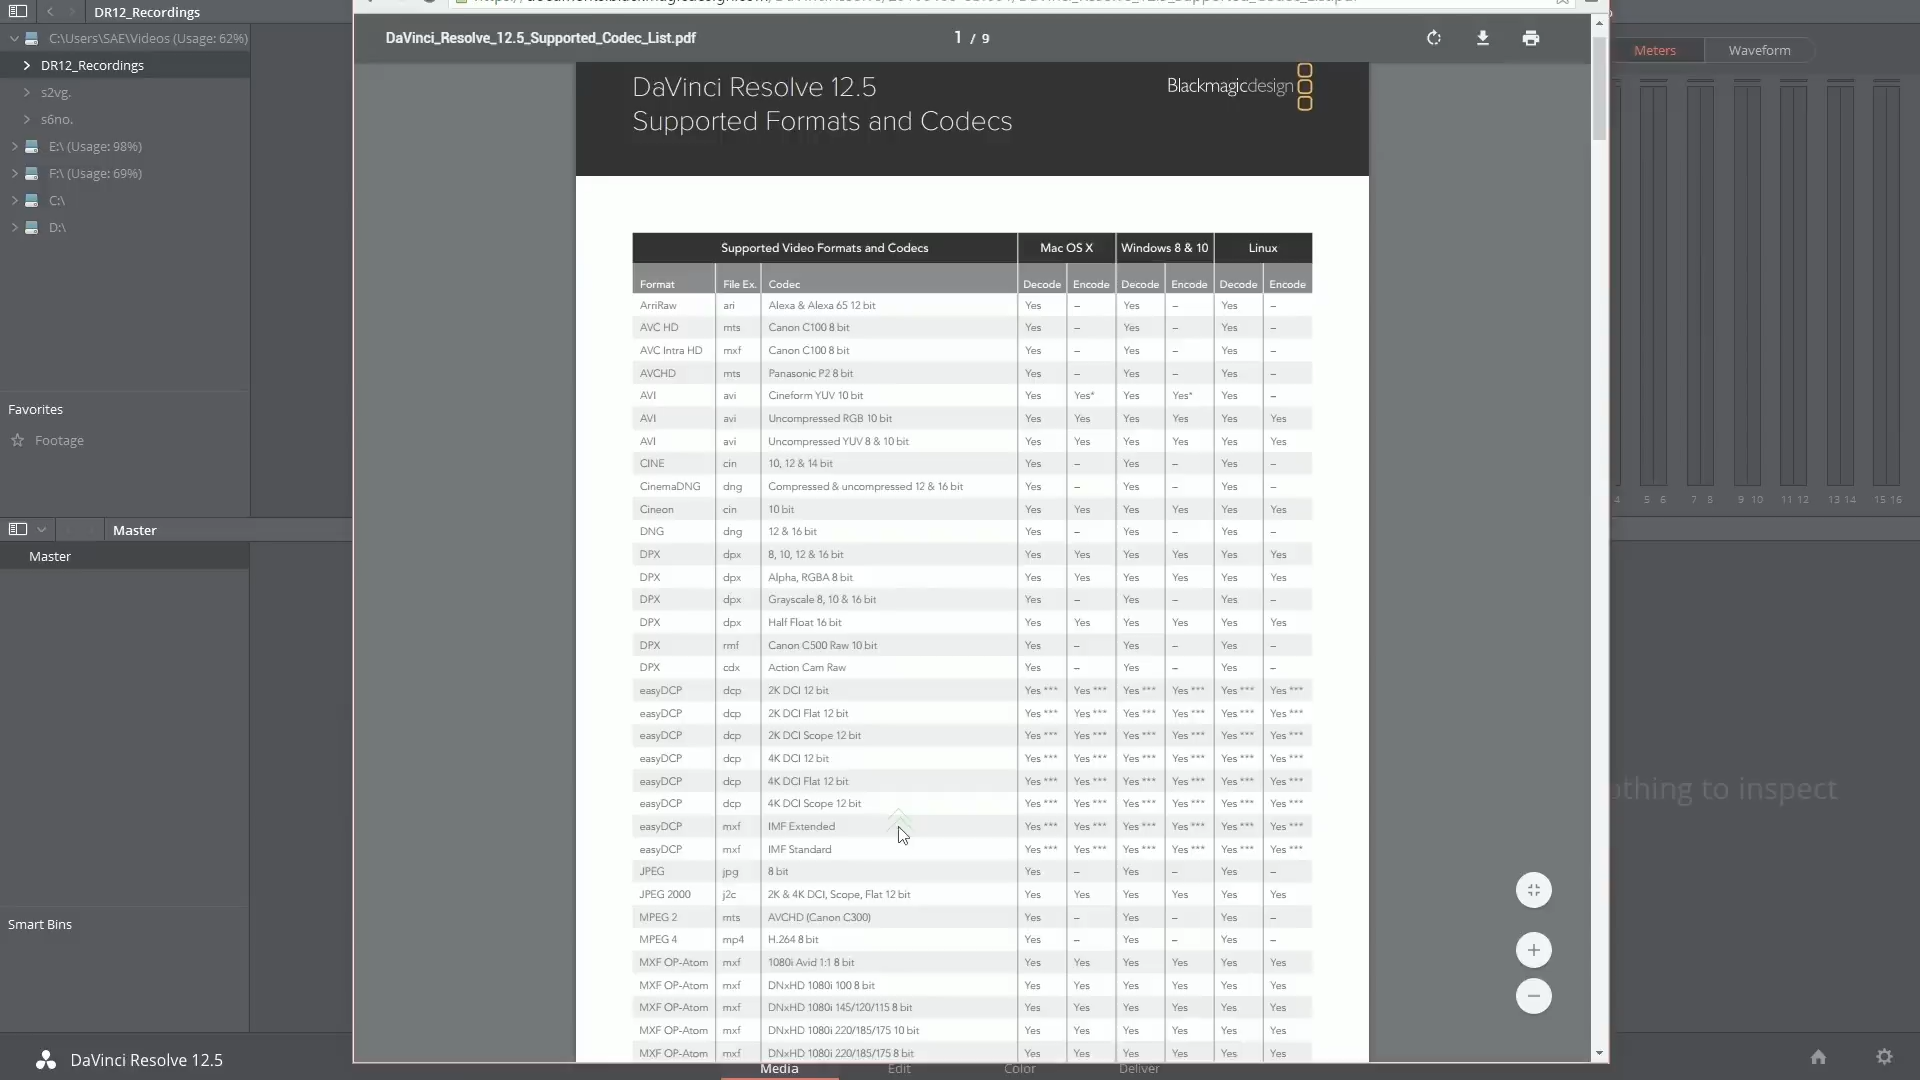 DR12_Recordings
C:\Users\SAE\Videos (Usage: 62%)
DR12_Recordings
s2vg.
s6no.
E:\ (Usage: 98%)
F:\ (Usage: 69%)
C:\
D:\
Favorites
Footage
Master
Master
Smart Bins
DaVinci Resolve 12.5
DaVinci_Resolve_12.5_Supported_Codec_List.pdf
1 / 9
DaVinci Resolve 12.5
Supported Formats and Codecs
Blackmagicdesign
Supported Video Formats and Codecs Mac OS X Windows 8 & 10 Linux
Format File Ex. Codec Decode Encode Decode Encode Decode Encode
ArriRaw ari Alexa & Alexa 65 12 bit Yes – Yes – Yes –
AVC HD mts Canon C100 8 bit Yes – Yes – Yes –
AVC Intra HD mxf Canon C100 8 bit Yes – Yes – Yes –
AVCHD mts Panasonic P2 8 bit Yes – Yes – Yes –
AVI avi Cineform YUV 10 bit Yes Yes* Yes Yes* Yes –
AVI avi Uncompressed RGB 10 bit Yes Yes Yes Yes Yes Yes
AVI avi Uncompressed YUV 8 & 10 bit Yes Yes Yes Yes Yes Yes
CINE cin 10, 12 & 14 bit Yes – Yes – Yes –
CinemaDNG dng Compressed & uncompressed 12 & 16 bit Yes – Yes – Yes –
Cineon cin 10 bit Yes Yes Yes Yes Yes Yes
DNG dng 12 & 16 bit Yes – Yes – Yes –
DPX dpx 8, 10, 12 & 16 bit Yes Yes Yes Yes Yes Yes
DPX dpx Alpha, RGBA 8 bit Yes Yes Yes Yes Yes Yes
DPX dpx Grayscale 8, 10 & 16 bit Yes – Yes – Yes –
DPX dpx Half Float 16 bit Yes Yes Yes Yes Yes Yes
DPX rmf Canon C500 Raw 10 bit Yes – Yes – Yes –
DPX cdx Action Cam Raw Yes – Yes – Yes –
easyDCP dcp 2K DCI 12 bit Yes *** Yes *** Yes *** Yes *** Yes *** Yes ***
easyDCP dcp 2K DCI Flat 12 bit Yes *** Yes *** Yes *** Yes *** Yes *** Yes ***
easyDCP dcp 2K DCI Scope 12 bit Yes *** Yes *** Yes *** Yes *** Yes *** Yes ***
easyDCP dcp 4K DCI 12 bit Yes *** Yes *** Yes *** Yes *** Yes *** Yes ***
easyDCP dcp 4K DCI Flat 12 bit Yes *** Yes *** Yes *** Yes *** Yes *** Yes ***
easyDCP dcp 4K DCI Scope 12 bit Yes *** Yes *** Yes *** Yes *** Yes *** Yes ***
easyDCP mxf IMF Extended Yes *** Yes *** Yes *** Yes *** Yes *** Yes ***
easyDCP mxf IMF Standard Yes *** Yes *** Yes *** Yes *** Yes *** Yes ***
JPEG jpg 8 bit Yes – Yes – Yes –
JPEG 2000 j2c 2K & 4K DCI, Scope, Flat 12 bit Yes Yes Yes Yes Yes Yes
MPEG 2 mts AVCHD (Canon C300) Yes – Yes – Yes –
MPEG 4 mp4 H.264 8 bit Yes – Yes – Yes –
MXF OP-Atom mxf 1080i Avid 1:1 8 bit Yes Yes Yes Yes Yes Yes
MXF OP-Atom mxf DNxHD 1080i 100 8 bit Yes Yes Yes Yes Yes Yes
MXF OP-Atom mxf DNxHD 1080i 145/120/115 8 bit Yes Yes Yes Yes Yes Yes
MXF OP-Atom mxf DNxHD 1080i 220/185/175 10 bit Yes Yes Yes Yes Yes Yes
MXF OP-Atom mxf DNxHD 1080i 220/185/175 8 bit Yes Yes Yes Yes Yes Yes
Meters Waveform
4 5 6 7 8 9 10 11 12 13 14 15 16
thing to inspect
Media Edit Color Deliver